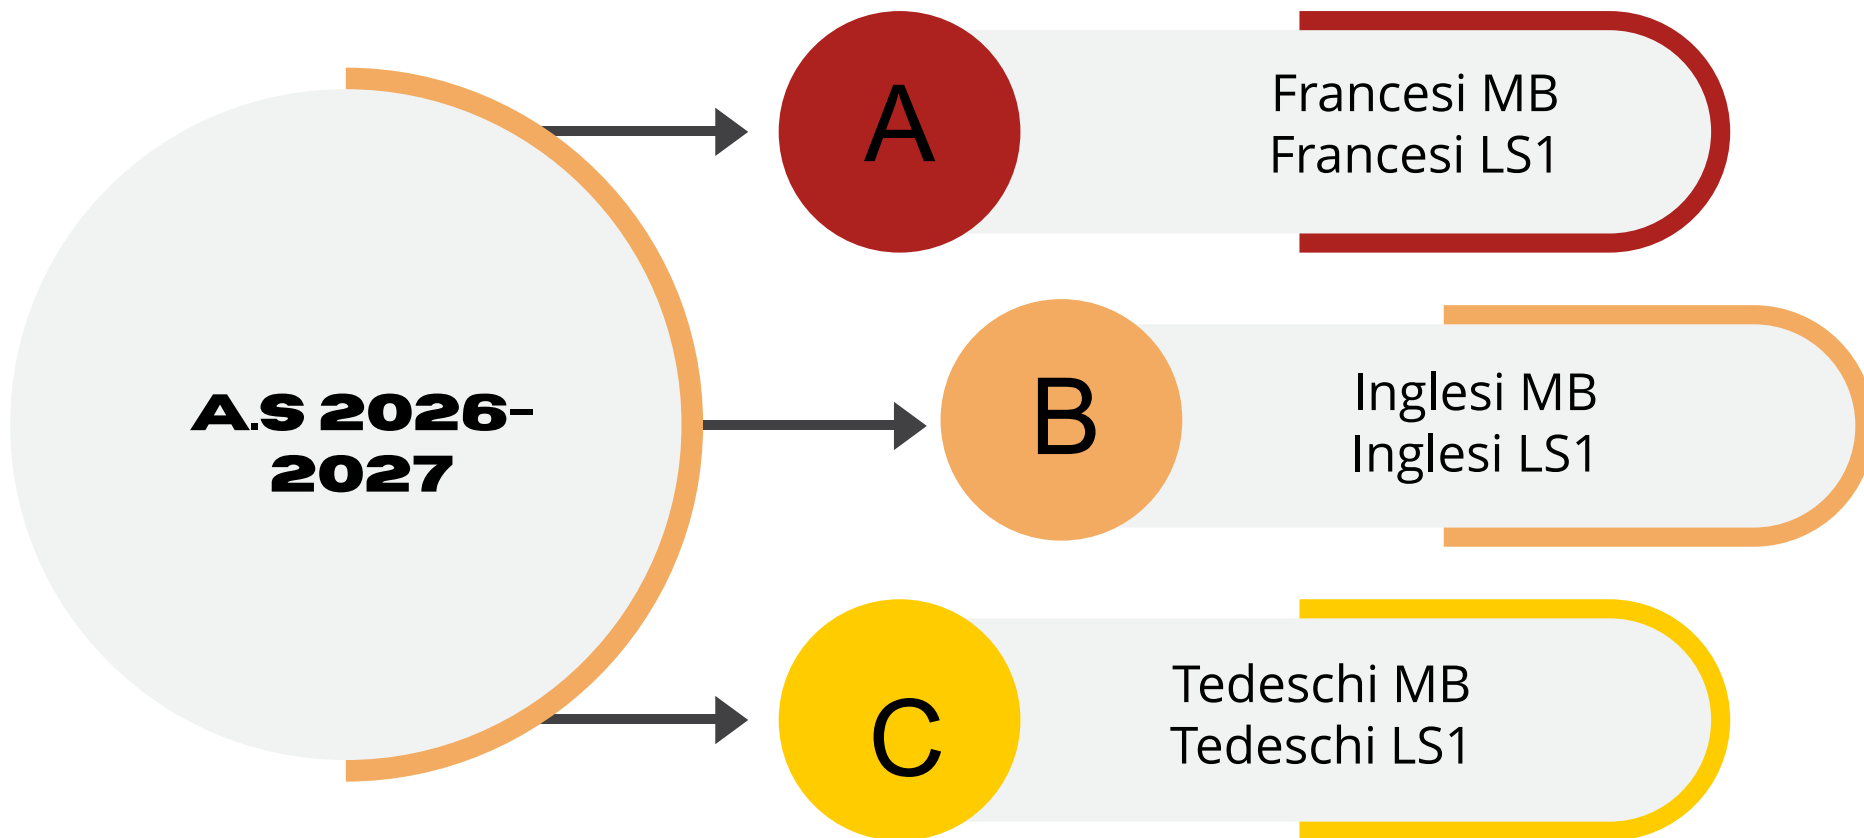 A.S 2026-
2027
A
Francesi MB
Francesi LS1
B
Inglesi MB
Inglesi LS1
C
Tedeschi MB
Tedeschi LS1